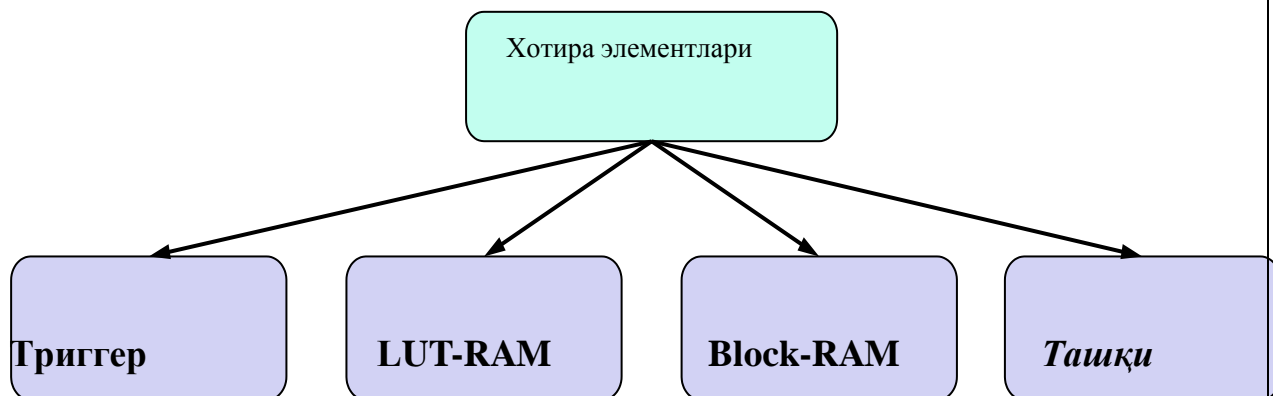 Хотира элементлари
Триггер
LUT-RAM
Block-RAM
Ташқи